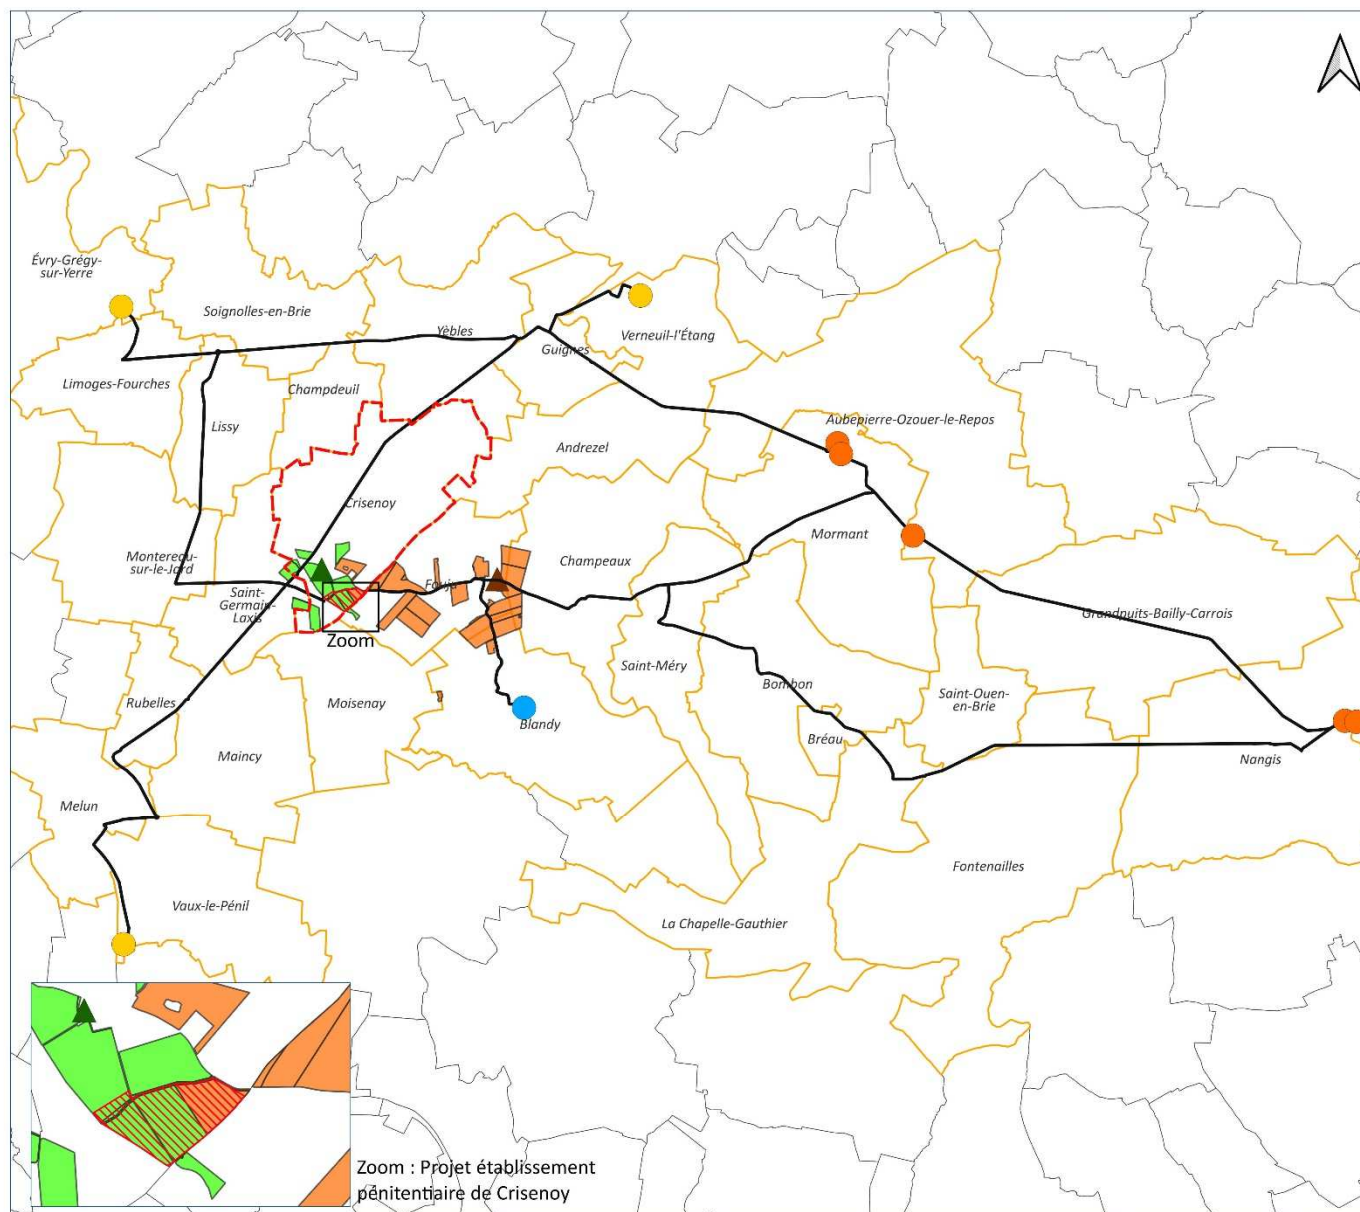 Évry-Grégy-
sur-Yerre
Soignolles-en-Brie
Yèbles
Guignes
Verneuil-l'Étang
Limoges-Fourches
Champdeuil
Lissy
Aubepierre-Ozouer-le-Repos
Andrezel
Crisenoy
Mormant
Champeaux
Montereau-
sur-le-Jard
Fouju
Saint-
Germain-
Laxis
Grandpuits-Bailly-Carrois
Zoom
Saint-Méry
Bombon
Saint-Ouen-
en-Brie
Rubelles
Moisenay
Blandy
Bréau
Maincy
Nangis
Melun
Fontenailles
Vaux-le-Pénil
La Chapelle-Gauthier
Zoom : Projet établissement
pénitentiaire de Crisenoy